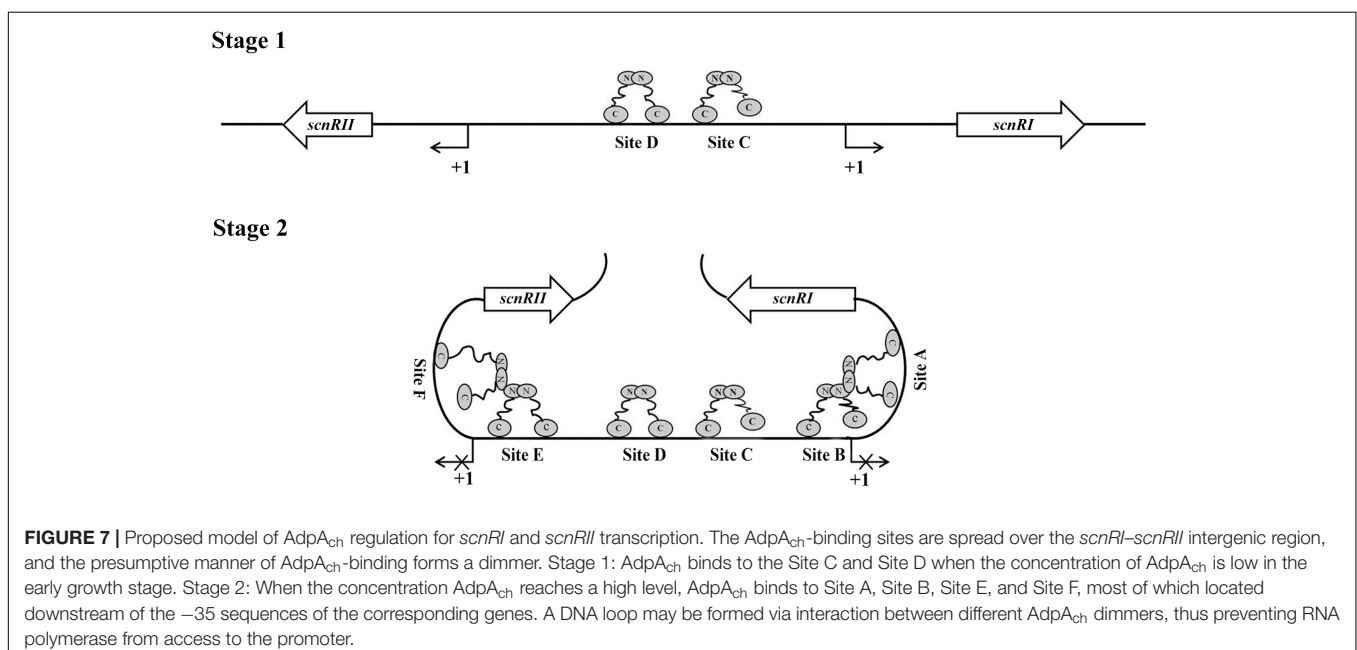 Stage 1
N N N N
C C C C
scnRII scnRI
Site D Site C
+1 +1
Stage 2
scnRII scnRI
Site F Site A
C N N C
C N N N N N N N N N N C
C C C C C C C C
Site E Site D Site C Site B
+1 +1
FIGURE 7 | Proposed model of AdpAch regulation for scnRI and scnRII transcription. The AdpAch-binding sites are spread over the scnRI–scnRII intergenic region,
and the presumptive manner of AdpAch-binding forms a dimmer. Stage 1: AdpAch binds to the Site C and Site D when the concentration of AdpAch is low in the
early growth stage. Stage 2: When the concentration AdpAch reaches a high level, AdpAch binds to Site A, Site B, Site E, and Site F, most of which located
downstream of the −35 sequences of the corresponding genes. A DNA loop may be formed via interaction between different AdpAch dimmers, thus preventing RNA
polymerase from access to the promoter.